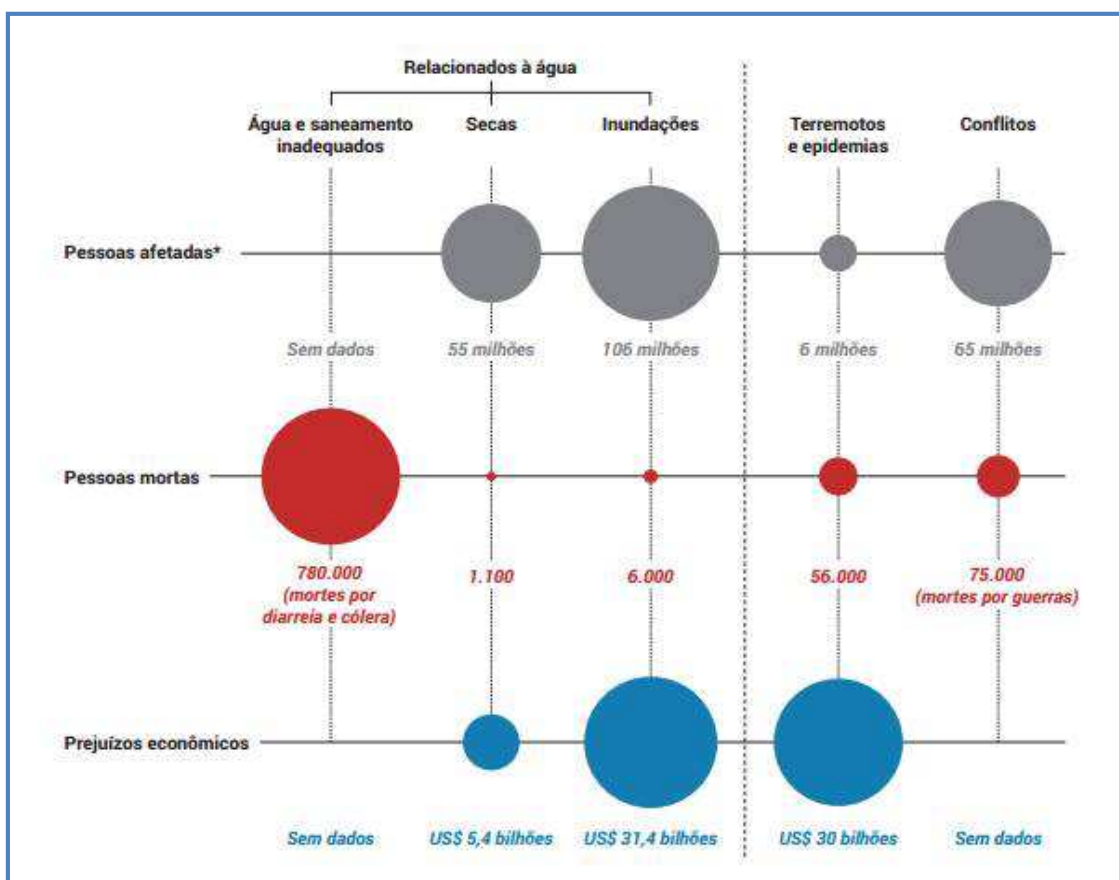 Relacionados à água
Água e saneamento
inadequados
Secas
Inundações
Terremotos
e epidemias
Conflitos
Pessoas afetadas*
Sem dados
55 milhões
106 milhões
6 milhões
65 milhões
Pessoas mortas
780.000
(mortes por
diarreia e cólera)
1.100
6.000
56.000
75.000
(mortes por guerras)
Prejuízos econômicos
Sem dados
US$ 5,4 bilhões
US$ 31,4 bilhões
US$ 30 bilhões
Sem dados